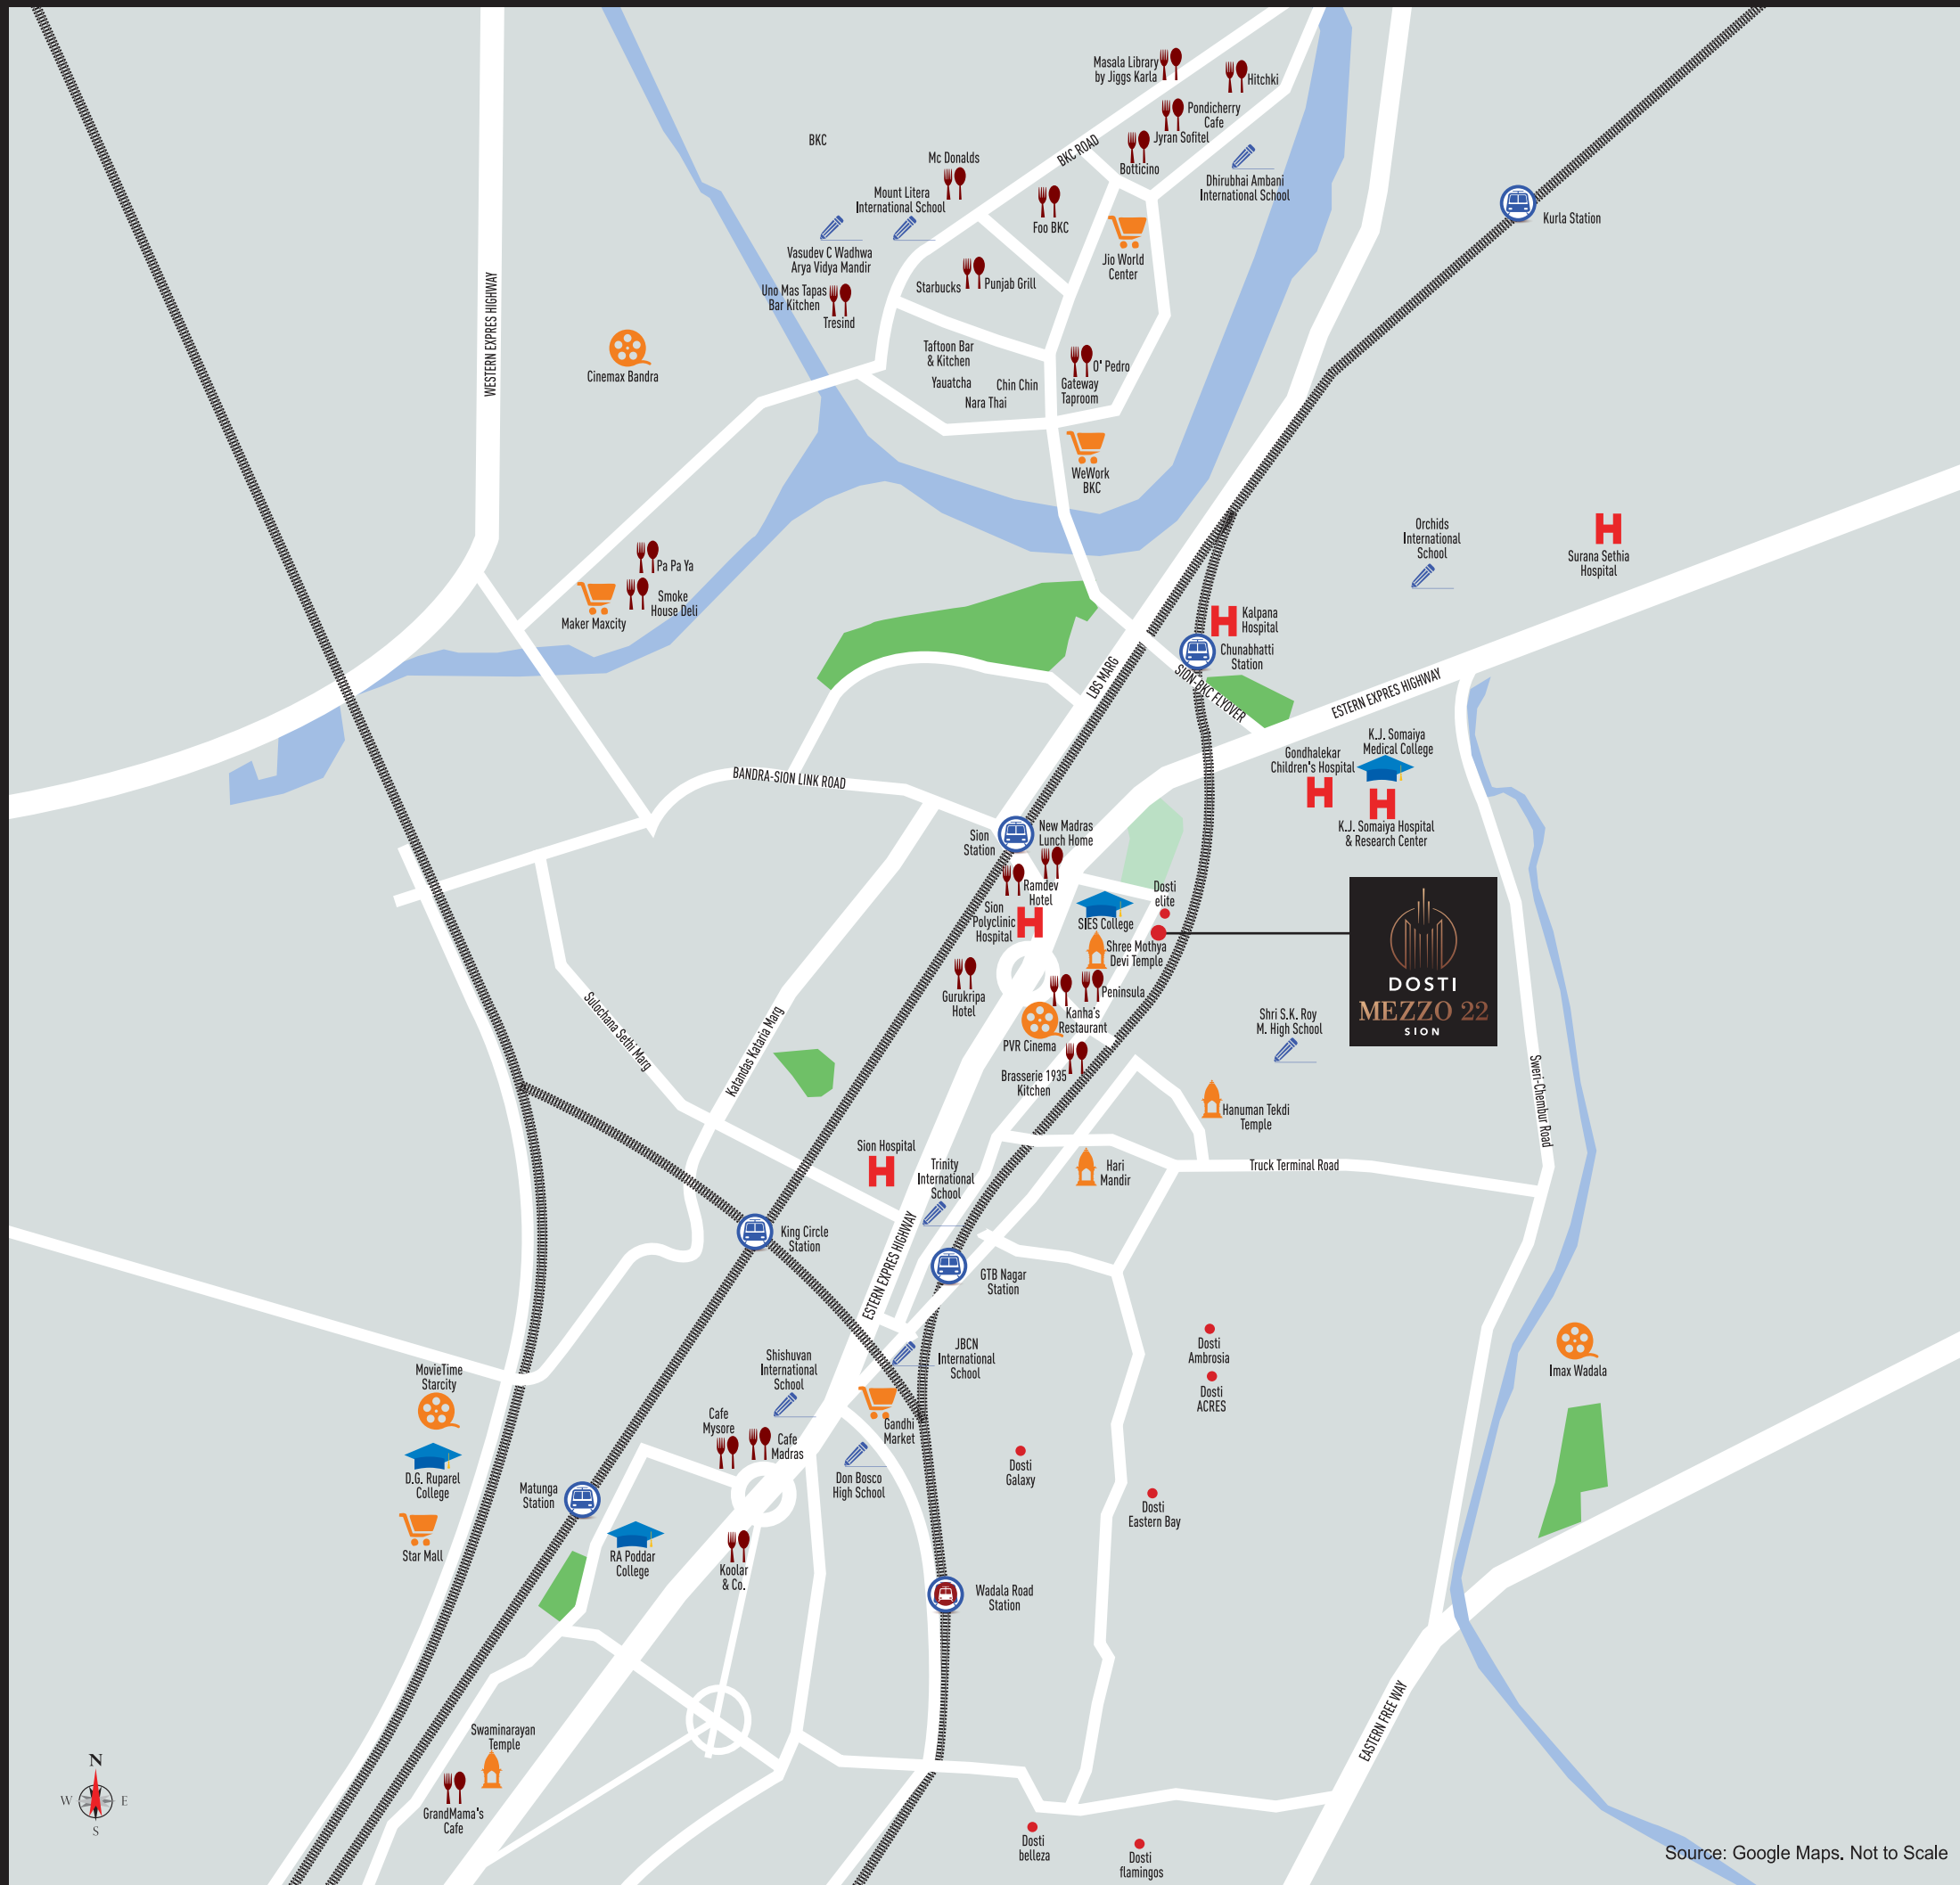 Masala Library
by Jiggs Karla
Hitchki
Pondicherry
Cafe
Jyran Sofitel
BKC ROAD
Botticino
BKC
Mc Donalds
Mount Litera
International School
Dhirubhai Ambani
International School
Foo BKC
Kurla Station
Vasudev C Wadhwa
Arya Vidya Mandir
Jio World
Center
Starbucks
Punjab Grill
Uno Mas Tapas
Bar Kitchen
Tresind
WESTERN EXPRES HIGHWAY
Cinemax Bandra
Taftoon Bar
& Kitchen
O' Pedro
Yauatcha
Chin Chin
Gateway
Taproom
Nara Thai
WeWork
BKC
Orchids
International
School
Surana Sethia
Hospital
Pa Pa Ya
Smoke
House Deli
Maker Maxcity
Kalpana
Hospital
Chunabhatti
Station
LBS MARG
SION-BKC FLYOVER
ESTERN EXPRES HIGHWAY
K.J. Somaiya
Medical College
Gondhalekar
Children's Hospital
BANDRA-SION LINK ROAD
K.J. Somaiya Hospital
& Research Center
Sion
Station
New Madras
Lunch Home
Ramdev
Hotel
Dosti
elite
Sion
Polyclinic
Hospital
SIES College
Shree Mothya
Devi Temple
DOSTI
MEZZO 22
SION
Gurukripa
Hotel
Peninsula
Kanha's
Restaurant
PVR Cinema
Shri S.K. Roy
M. High School
Sulochana Sethi Marg
Katandas Kataria Marg
Brasserie 1935
Kitchen
Sweri-Chembur Road
Hanuman Tekdi
Temple
Sion Hospital
Trinity
International
School
Hari
Mandir
Truck Terminal Road
King Circle
Station
ESTERN EXPRES HIGHWAY
GTB Nagar
Station
Shishuvan
International
School
JBCN
International
School
Dosti
Ambrosia
Dosti
ACRES
Imax Wadala
MovieTime
Starcity
Cafe
Mysore
Cafe
Madras
Gandhi
Market
D.G. Ruparel
College
Don Bosco
High School
Dosti
Galaxy
Matunga
Station
Dosti
Eastern Bay
Star Mall
RA Poddar
College
Koolar
& Co.
Wadala Road
Station
EASTERN FREE WAY
Swaminarayan
Temple
N
W
E
S
GrandMama's
Cafe
Dosti
belleza
Dosti
flamingos
Source: Google Maps. Not to Scale